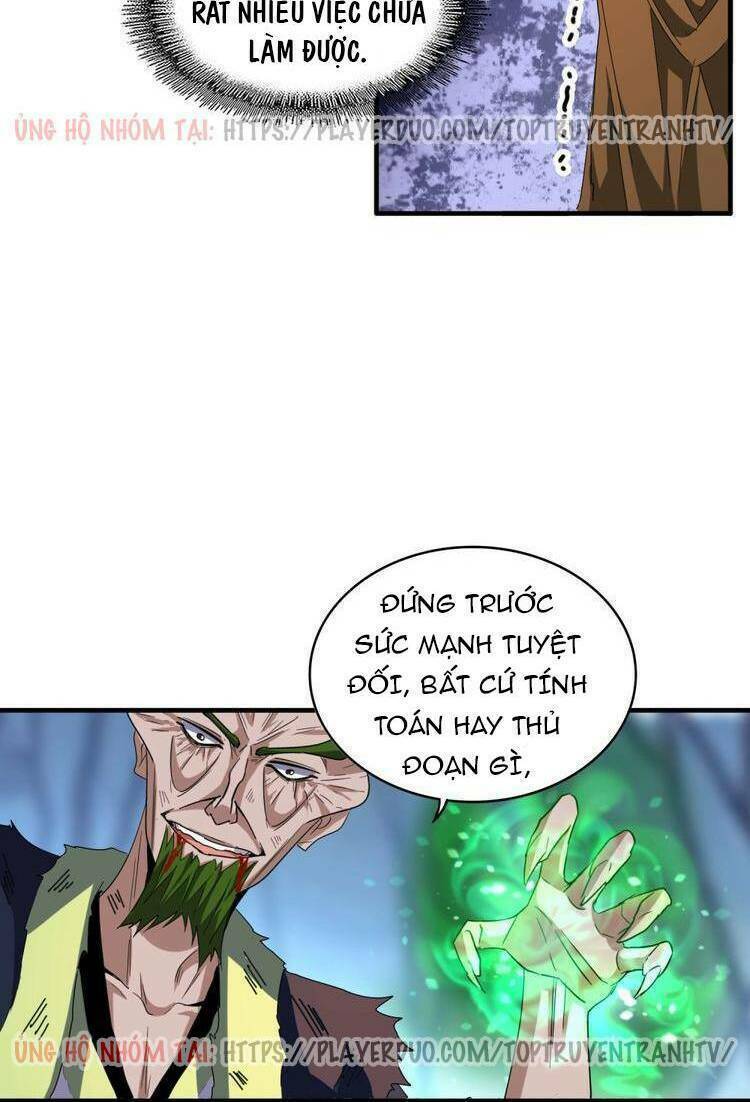 RẤT NHIỀU VIỆC CHƯA
LÀM ĐƯỢC.
ỦNG HỘ NHÓM TẠI: HTTPS://PLAYERDUO.COM/TOPTRUYENTRANHTV/
ĐỨNG TRƯỚC
SỨC MẠNH TUYỆT
ĐỐI, BẤT CỨ TÍNH
TOÁN HAY THỦ
ĐOẠN GÌ,
ỦNG HỘ NHÓM TẠI: HTTPS://PLAYERDUO.COM/TOPTRUYENTRANHTV/